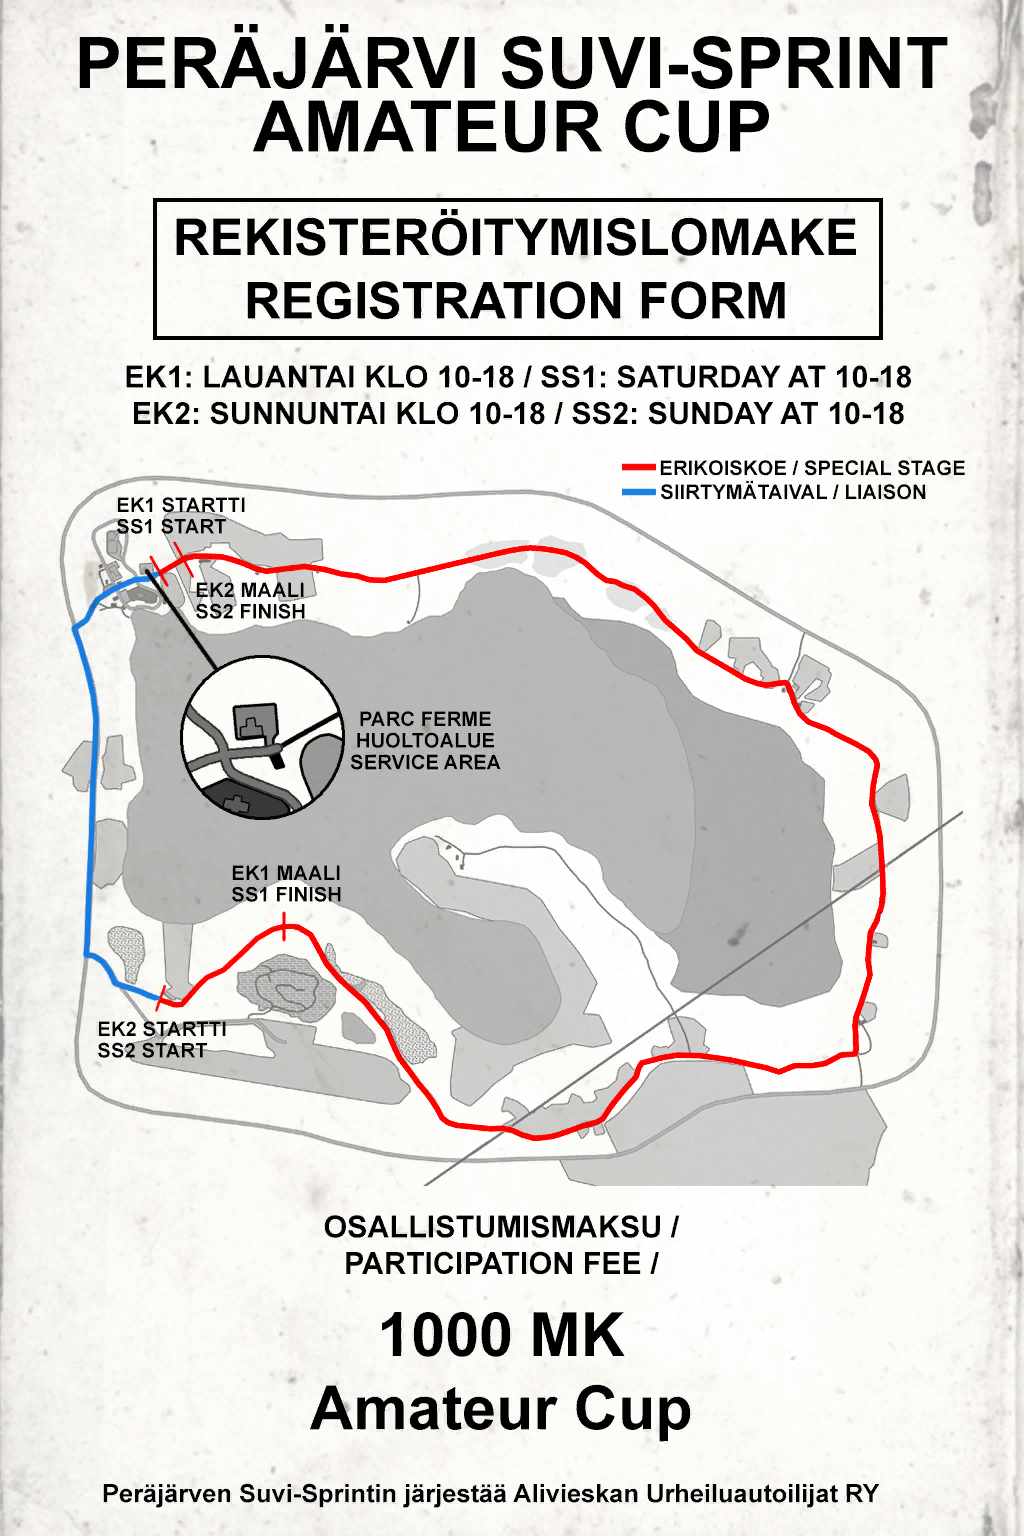 PERÄJÄRVI SUVI-SPRINT
AMATEUR CUP
REKISTERÖITYMISLOMAKE
REGISTRATION FORM
EK1: LAUANTAI KLO 10-18 / SS1: SATURDAY AT 10-18
EK2: SUNNUNTAI KLO 10-18 / SS2: SUNDAY AT 10-18
ERIKOISKOE / SPECIAL STAGE
SIIRTYMÄTAIVAL / LIAISON
EK1 STARTTI
SS1 START
EK2 MAALI
SS2 FINISH
PARC FERME
HUOLTOALUE
SERVICE AREA
EK1 MAALI
SS1 FINISH
EK2 STARTTI
SS2 START
OSALLISTUMISMAKSU /
PARTICIPATION FEE /
1000 MK
Amateur Cup
Peräjärven Suvi-Sprintin järjestää Alivieskan Urheiluautoilijat RY